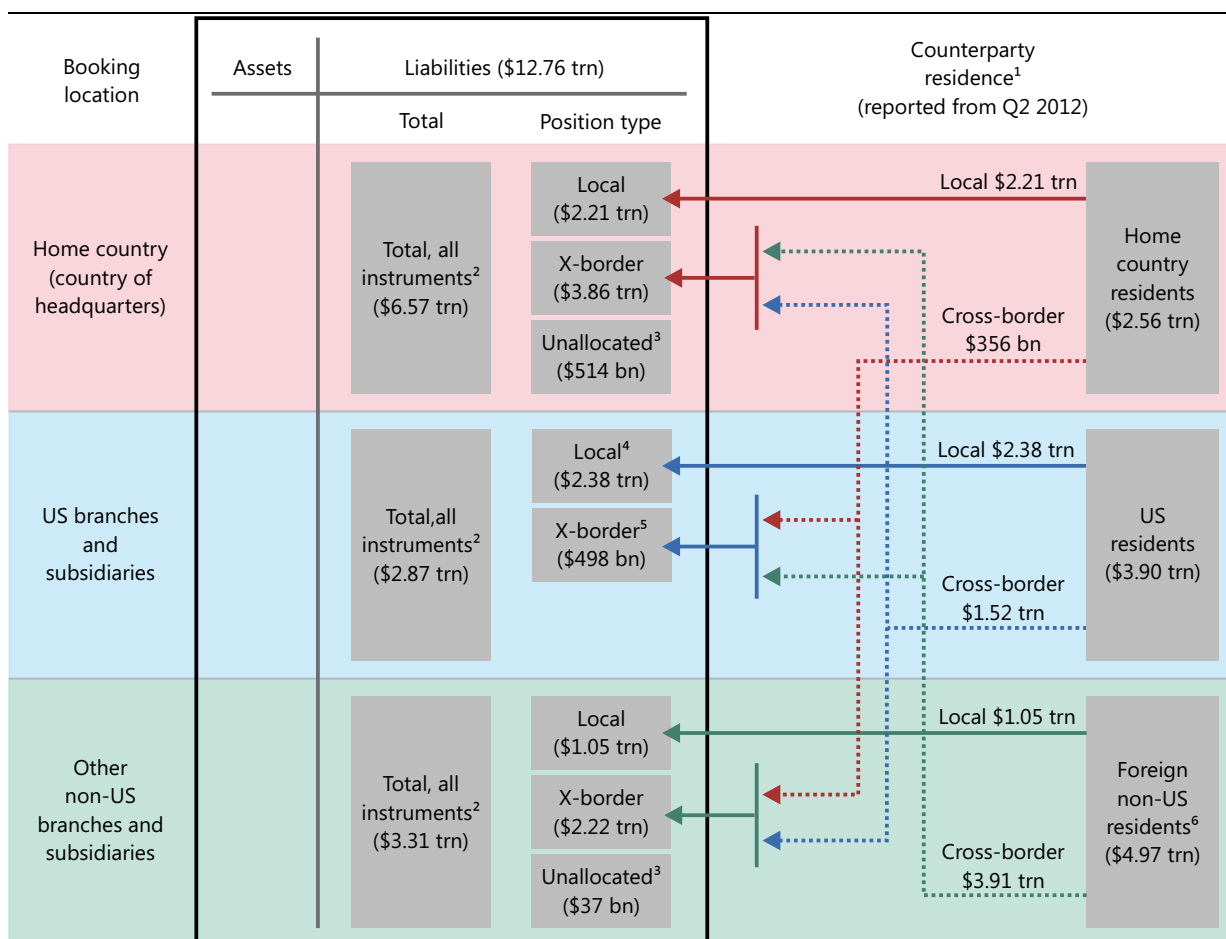 Booking
location
Assets
Liabilities ($12.76 trn)
Total
Position type
Counterparty
residence¹
(reported from Q2 2012)
Home country
(country of
headquarters)
Total, all
instruments²
($6.57 trn)
Local
($2.21 trn)
X-border
($3.86 trn)
Unallocated³
($514 bn)
Local $2.21 trn
Cross-border
$356 bn
Home
country
residents
($2.56 trn)
US branches
and
subsidiaries
Total,all
instruments²
($2.87 trn)
Local⁴
($2.38 trn)
X-border⁵
($498 bn)
Local $2.38 trn
Cross-border
$1.52 trn
US
residents
($3.90 trn)
Other
non-US
branches and
subsidiaries
Total, all
instruments²
($3.31 trn)
Local
($1.05 trn)
X-border
($2.22 trn)
Unallocated³
($37 bn)
Local $1.05 trn
Cross-border
$3.91 trn
Foreign
non-US
residents⁶
($4.97 trn)